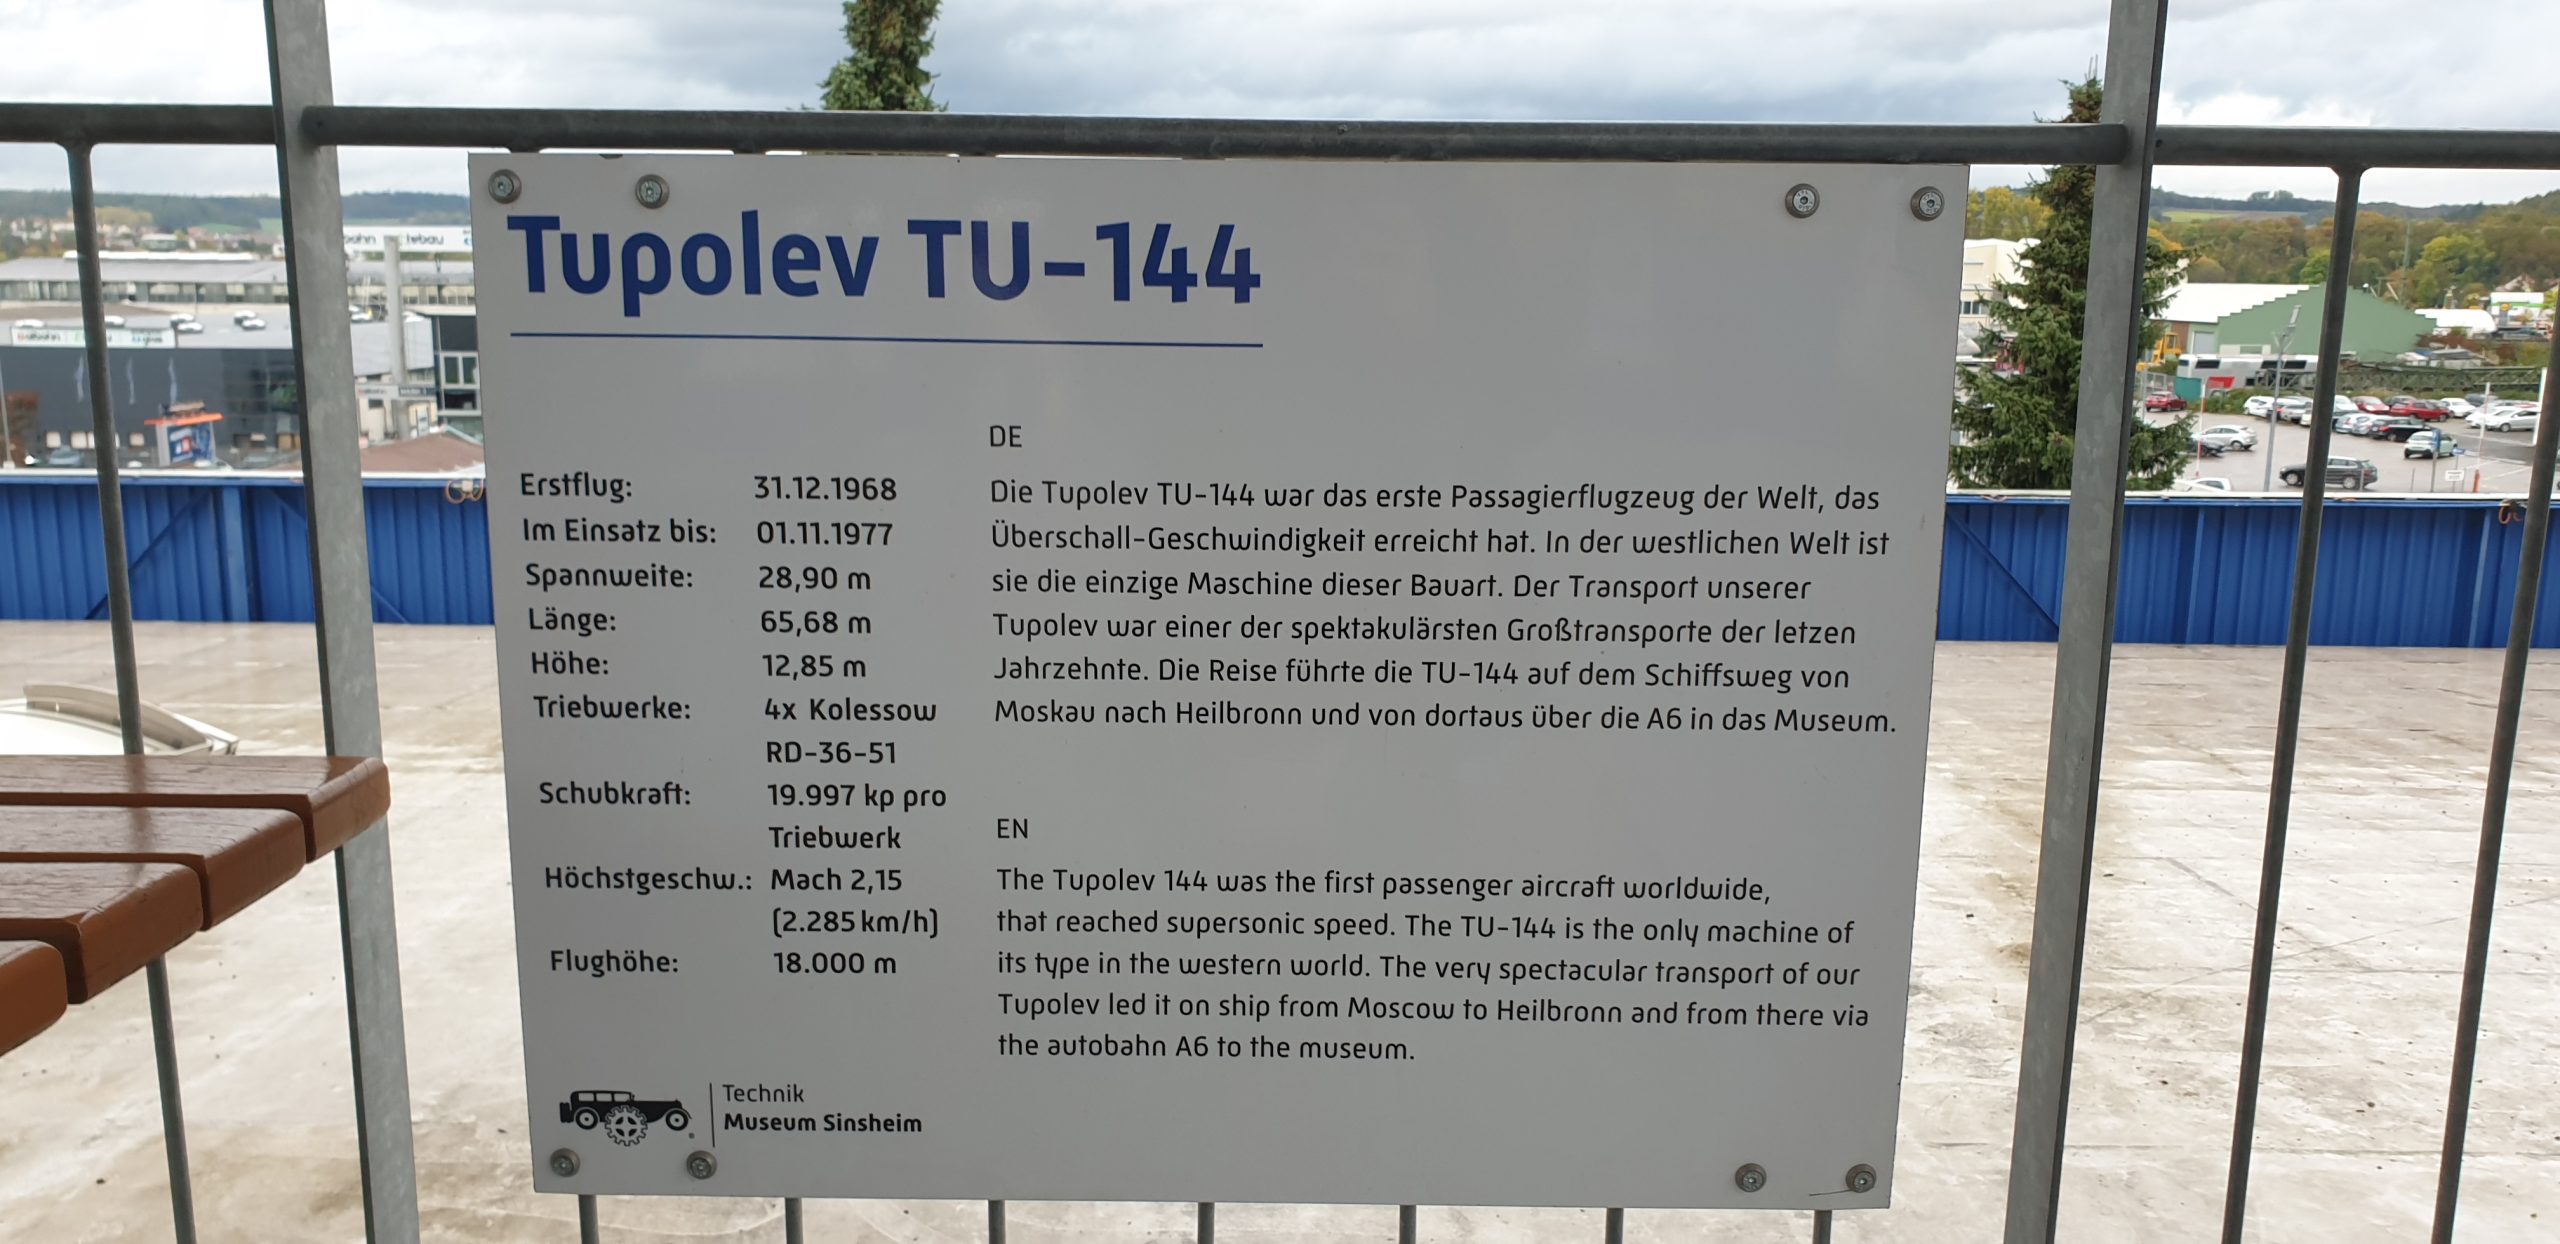 Tupolev TU-144
Erstflug: 31.12.1968
Im Einsatz bis: 01.11.1977
Spannweite: 28,90 m
Länge: 65,68 m
Höhe: 12,85 m
Triebwerke: 4x Kolessow
RD-36-51
Schubkraft: 19.997 kp pro
Triebwerk
Höchstgeschw.: Mach 2,15
(2.285 km/h)
Flughöhe: 18.000 m
DE
Die Tupolev TU-144 war das erste Passagierflugzeug der Welt, das
Überschall-Geschwindigkeit erreicht hat. In der westlichen Welt ist
sie die einzige Maschine dieser Bauart. Der Transport unserer
Tupolev war einer der spektakulärsten Großtransporte der letzen
Jahrzehnte. Die Reise führte die TU-144 auf dem Schiffsweg von
Moskau nach Heilbronn und von dortaus über die A6 in das Museum.
EN
The Tupolev 144 was the first passenger aircraft worldwide,
that reached supersonic speed. The TU-144 is the only machine of
its type in the western world. The very spectacular transport of our
Tupolev led it on ship from Moscow to Heilbronn and from there via
the autobahn A6 to the museum.
Technik
Museum Sinsheim